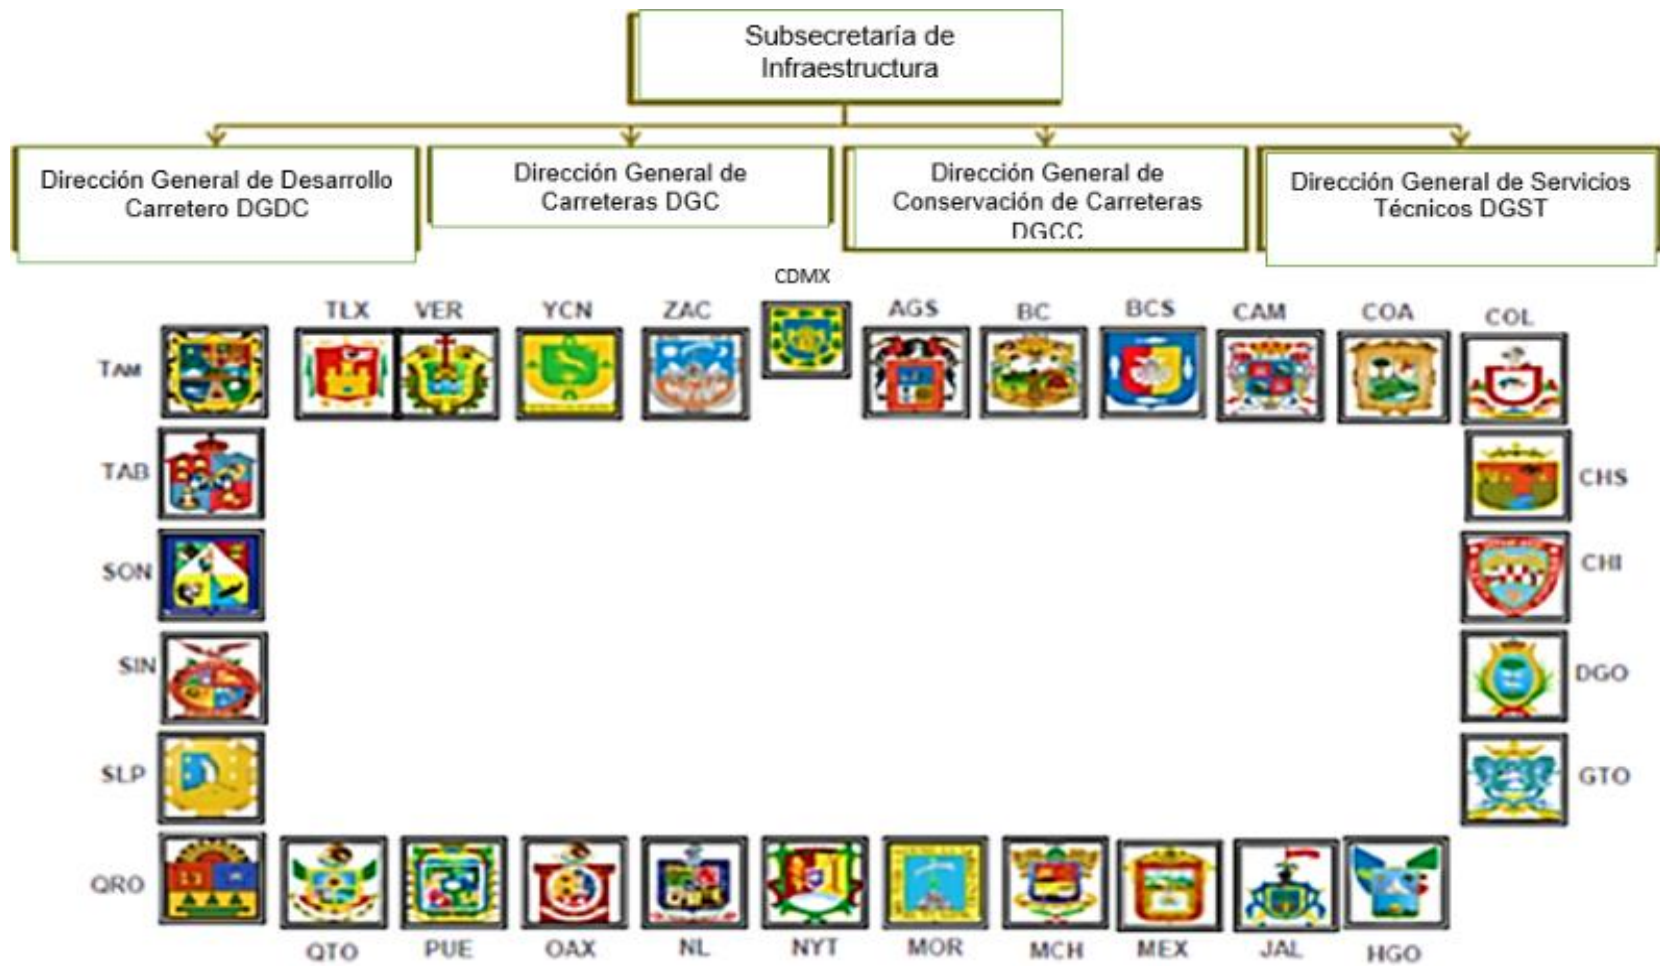 Subsecretaría de
Infraestructura
Dirección General de Desarrollo
Carretero DGDC
Dirección General de
Carreteras DGC
Dirección General de
Conservación de Carreteras
DGCC
Dirección General de Servicios
Técnicos DGST
CDMX
TLX
VER
YCN
ZAC
AGS
BC
BCS
CAM
COA
COL
TAM
TAB
SON
SIN
SLP
QRO
CHS
CHI
DGO
GTO
QTO
PUE
OAX
NL
NYT
MOR
MCH
MEX
JAL
HGO